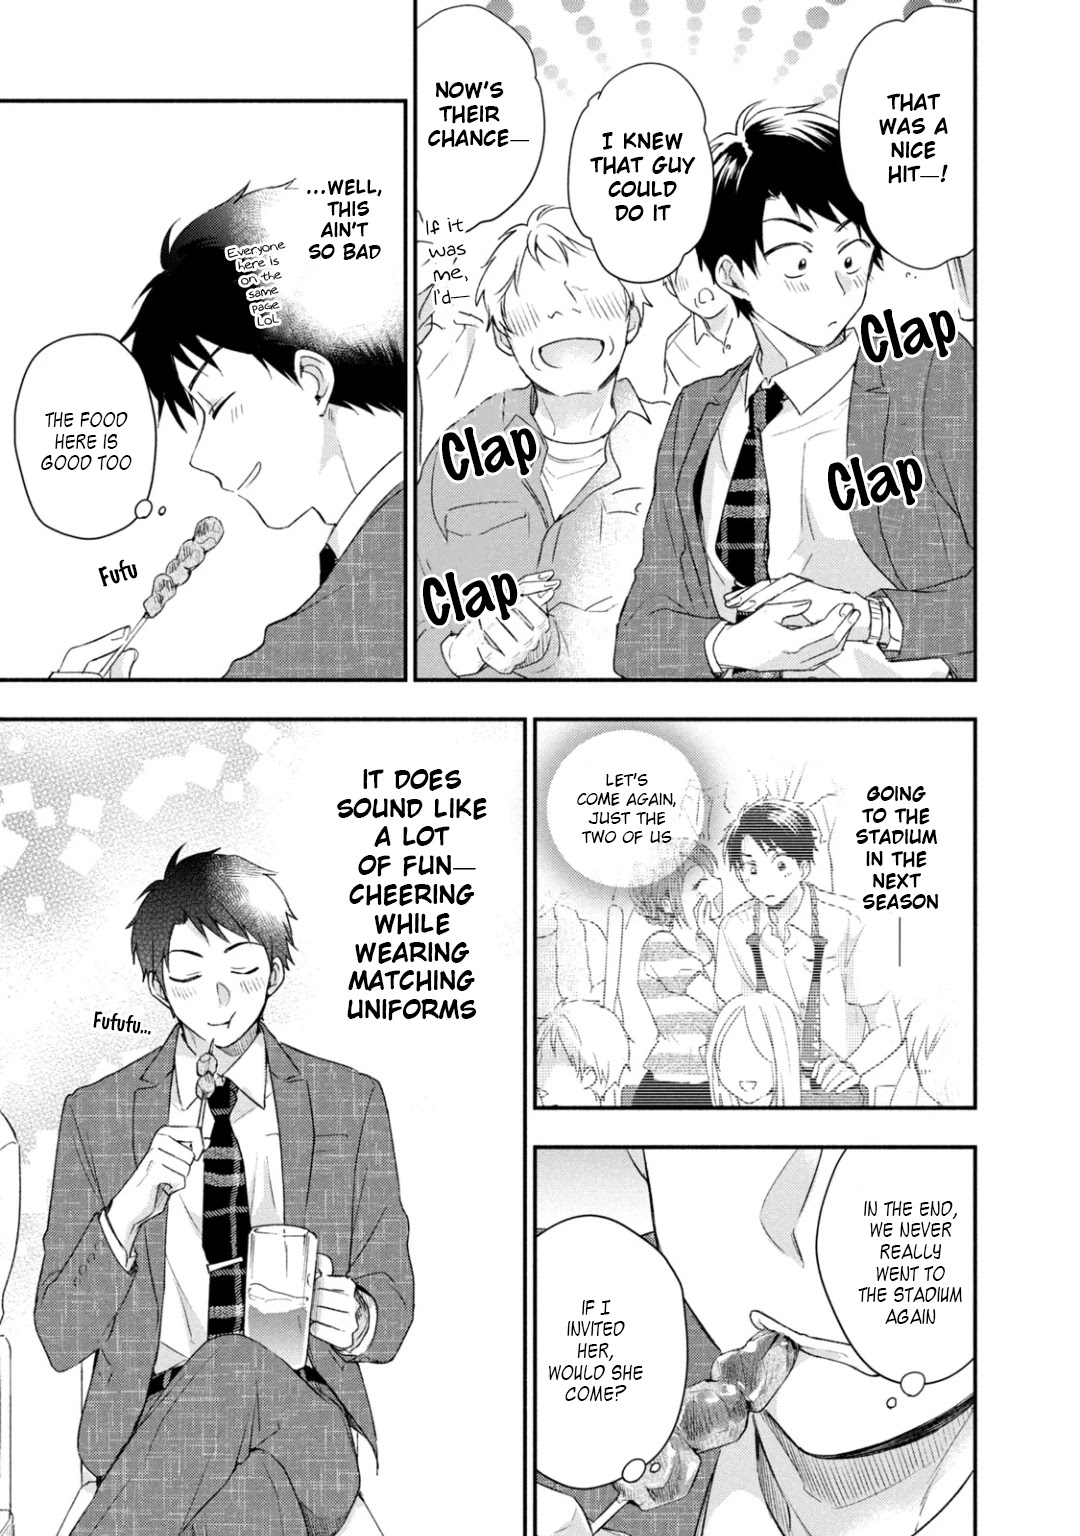 THAT
WAS A
NICE
HIT—!
I KNEW
THAT GUY
COULD
DO IT
NOW'S
THEIR
CHANCE—
If it
was
me,
I'd—
Clap
Clap
Clap
Clap
...WELL,
THIS
AIN'T
SO BAD
Everyone
here is
on the
same
page
LOL
THE FOOD
HERE IS
GOOD TOO
Fufu
GOING
TO THE
STADIUM
IN THE
NEXT
SEASON
—
LET'S
COME AGAIN,
JUST THE
TWO OF US
IN THE END,
WE NEVER
REALLY
WENT TO
THE STADIUM
AGAIN
IF I
INVITED
HER,
WOULD SHE
COME?
IT DOES
SOUND LIKE
A LOT
OF FUN—
CHEERING
WHILE
WEARING
MATCHING
UNIFORMS
Fufufu...